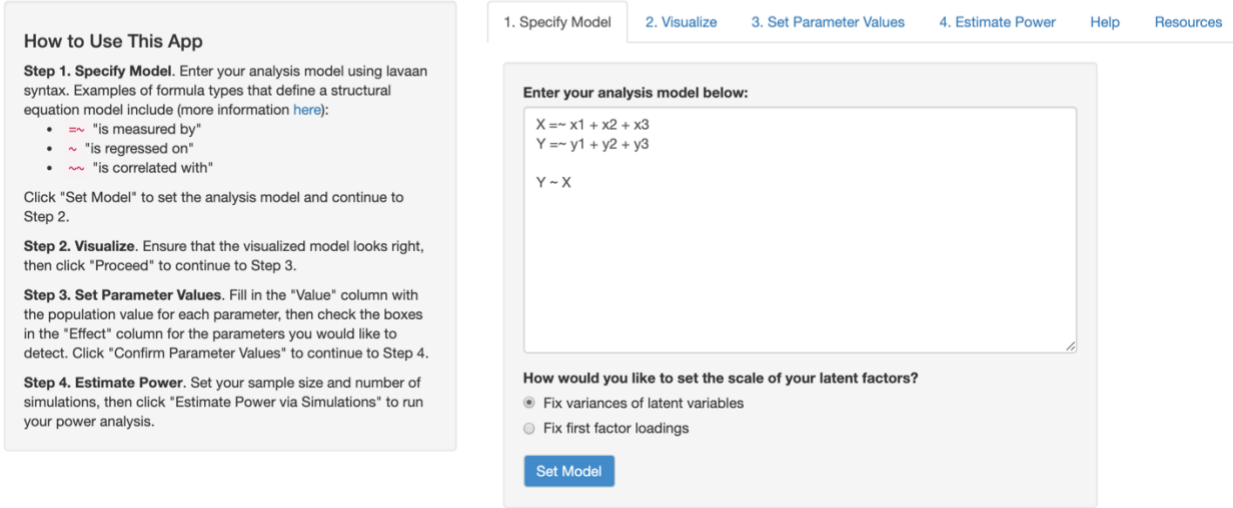 How to Use This App
Step 1. Specify Model. Enter your analysis model using lavaan
syntax. Examples of formula types that define a structural
equation model include (more information here):
• =~ "is measured by"
• ~ "is regressed on"
• ~~ "is correlated with"
Click "Set Model" to set the analysis model and continue to
Step 2.
Step 2. Visualize. Ensure that the visualized model looks right,
then click "Proceed" to continue to Step 3.
Step 3. Set Parameter Values. Fill in the "Value" column with
the population value for each parameter, then check the boxes
in the "Effect" column for the parameters you would like to
detect. Click "Confirm Parameter Values" to continue to Step 4.
Step 4. Estimate Power. Set your sample size and number of
simulations, then click "Estimate Power via Simulations" to run
your power analysis.
1. Specify Model 2. Visualize 3. Set Parameter Values 4. Estimate Power Help Resources
Enter your analysis model below:
X =~ x1 + x2 + x3
Y =~ y1 + y2 + y3
Y ~ X
How would you like to set the scale of your latent factors?
Fix variances of latent variables
Fix first factor loadings
Set Model